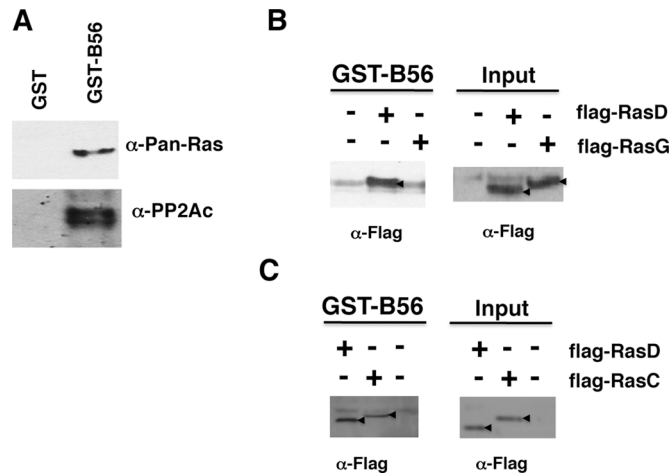 A
GST
GST-B56
α-Pan-Ras
α-PP2Ac
B
GST-B56 Input
- + - - + - flag-RasD
- - + - - + flag-RasG
α-Flag α-Flag
C
GST-B56 Input
+ - - + - - flag-RasD
- + - - + - flag-RasC
α-Flag α-Flag